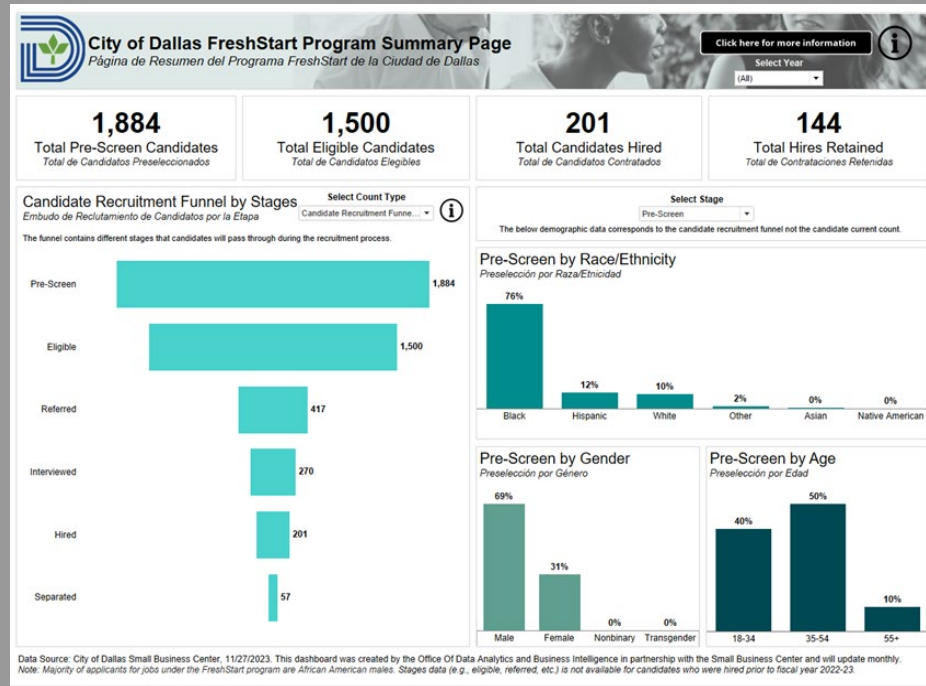 City of Dallas FreshStart Program Summary Page
Página de Resumen del Programa FreshStart de la Ciudad de Dallas
Click here for more information
Select Year
(All)
1,884
Total Pre-Screen Candidates
Total de Candidatos Preseleccionados
1,500
Total Eligible Candidates
Total de Candidatos Elegibles
201
Total Candidates Hired
Total de Candidatos Contratados
144
Total Hires Retained
Total de Contrataciones Retenidas
Candidate Recruitment Funnel by Stages
Embudo de Reclutamiento de Candidatos por la Etapa
Select Count Type
Candidate Recruitment Funne...
The funnel contains different stages that candidates will pass through during the recruitment process.
Pre-Screen 1,884
Eligible 1,500
Referred 417
Interviewed 270
Hired 201
Separated 57
Select Stage
Pre-Screen
The below demographic data corresponds to the candidate recruitment funnel not the candidate current count.
Pre-Screen by Race/Ethnicity
Preselección por Raza/Etnicidad
76% 12% 10% 2% 0% 0%
Black Hispanic White Other Asian Native American
Pre-Screen by Gender
Preselección por Género
69% 31% 0% 0%
Male Female Nonbinary Transgender
Pre-Screen by Age
Preselección por Edad
40% 50% 10%
18-34 35-54 55+
Data Source: City of Dallas Small Business Center, 11/27/2023. This dashboard was created by the Office Of Data Analytics and Business Intelligence in partnership with the Small Business Center and will update monthly.
Note: Majority of applicants for jobs under the FreshStart program are African American males. Stages data (e.g., eligible, referred, etc.) is not available for candidates who were hired prior to fiscal year 2022-23.